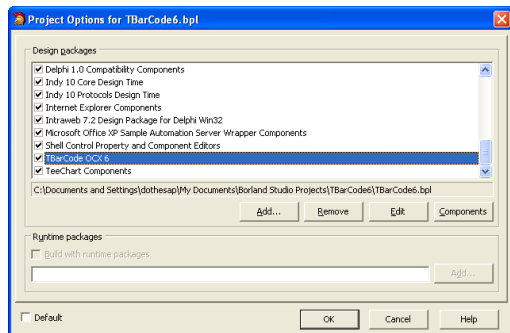 Project Options for TBarCode6.bpl
Design packages
Delphi 1.0 Compatibility Components
Indy 10 Core Design Time
Indy 10 Protocols Design Time
Internet Explorer Components
Intraweb 7.2 Design Package for Delphi Win32
Microsoft Office XP Sample Automation Server Wrapper Components
Shell Control Property and Component Editors
TBarCode OCX 6
TeeChart Components
C:\Documents and Settings\dothesap\My Documents\Borland Studio Projects\TBarCode6\TBarCode6.bpl
Add... Remove Edit Components
Runtime packages
Build with runtime packages
Add...
Default OK Cancel Help